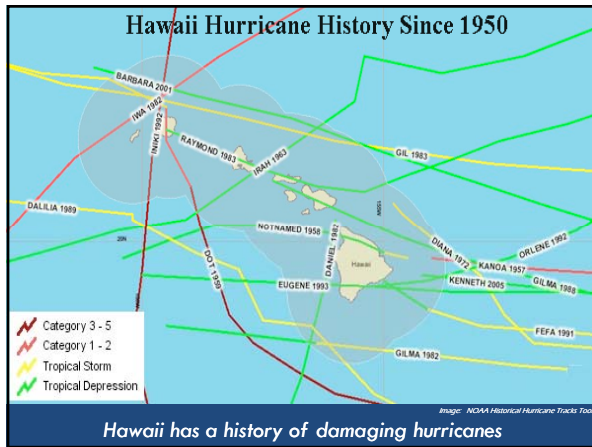 Hawaii Hurricane History Since 1950
BARBARA 2001
IWA 1982
INIKI 1992
RAYMOND 1983
IRAH 1963
GIL 1983
DALILIA 1989
NOTNAMED 1958
DANIEL 1982
DIANA 1972
ORLENE 1992
20N
Hawaii
KANOA 1957
DOT 1959
EUGENE 1993
KENNETH 2005
GILMA 1988
FEFA 1991
GILMA 1982
Category 3 - 5
Category 1 - 2
Tropical Storm
Tropical Depression
Image: NOAA Historical Hurricane Tracks Tool
Hawaii has a history of damaging hurricanes